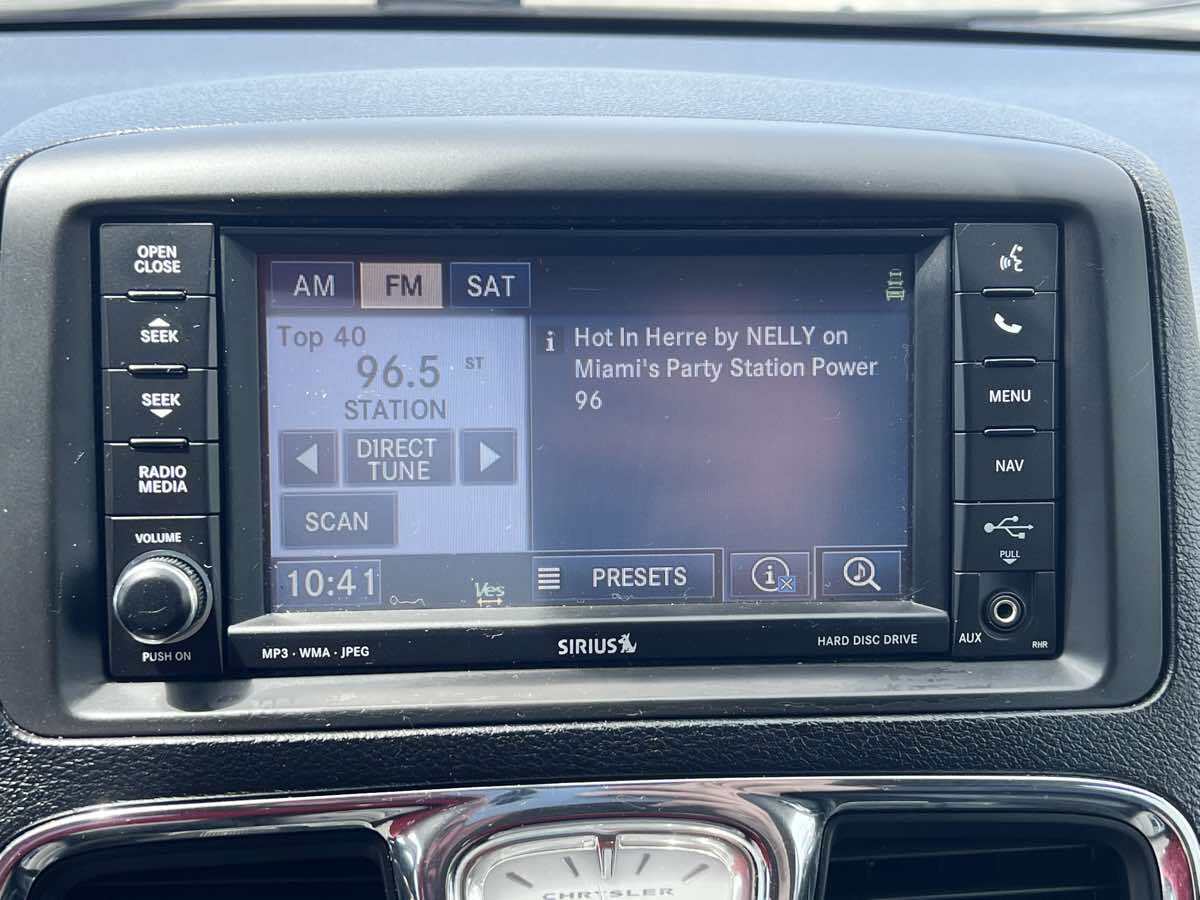 OPEN
CLOSE
SEEK
SEEK
RADIO
MEDIA
VOLUME
PUSH ON
AM FM SAT
Top 40
96.5 ST
STATION
DIRECT
TUNE
SCAN
10:41
Yes
i Hot In Herre by NELLY on
Miami's Party Station Power
96
PRESETS
i
MP3 · WMA · JPEG
SIRIUS
HARD DISC DRIVE
MENU
NAV
PULL
AUX
RHR
CHRYSLER